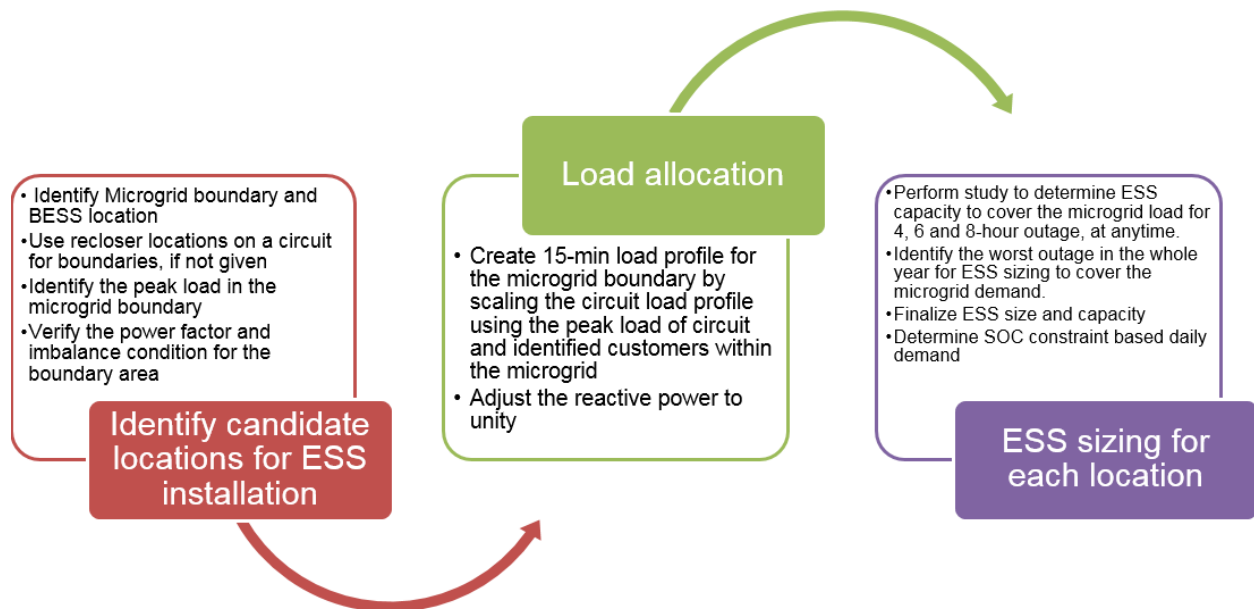 • Identify Microgrid boundary and
BESS location
•Use recloser locations on a circuit
for boundaries, if not given
•Identify the peak load in the
microgrid boundary
•Verify the power factor and
imbalance condition for the
boundary area
Identify candidate
locations for ESS
installation
Load allocation
• Create 15-min load profile for
the microgrid boundary by
scaling the circuit load profile
using the peak load of circuit
and identified customers within
the microgrid
• Adjust the reactive power to
unity
•Perform study to determine ESS
capacity to cover the microgrid load for
4, 6 and 8-hour outage, at anytime.
•Identify the worst outage in the whole
year for ESS sizing to cover the
microgrid demand.
•Finalize ESS size and capacity
•Determine SOC constraint based daily
demand
ESS sizing for
each location